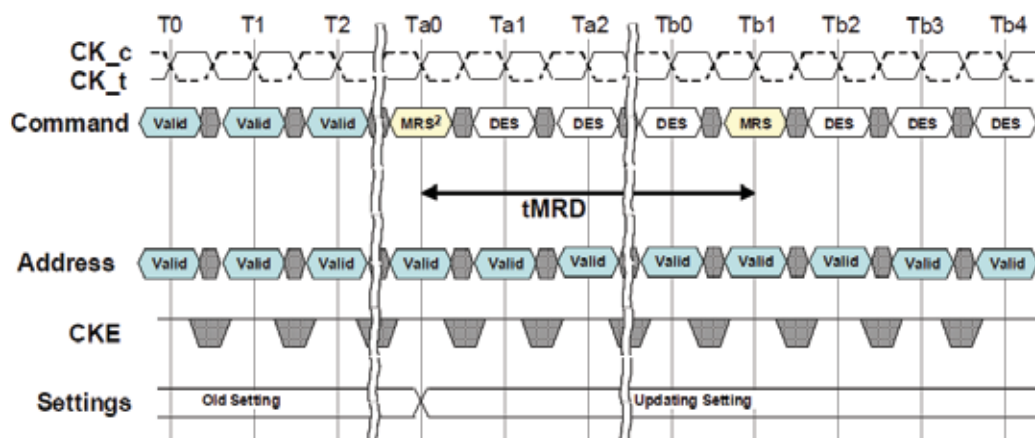 T0 T1 T2 Ta0 Ta1 Ta2 Tb0 Tb1 Tb2 Tb3 Tb4
CK_c
CK_t
Command Valid Valid Valid MRS² DES DES DES MRS DES DES DES
tMRD
Address Valid Valid Valid Valid Valid Valid Valid Valid Valid Valid Valid
CKE
Settings Old Setting Updating Setting